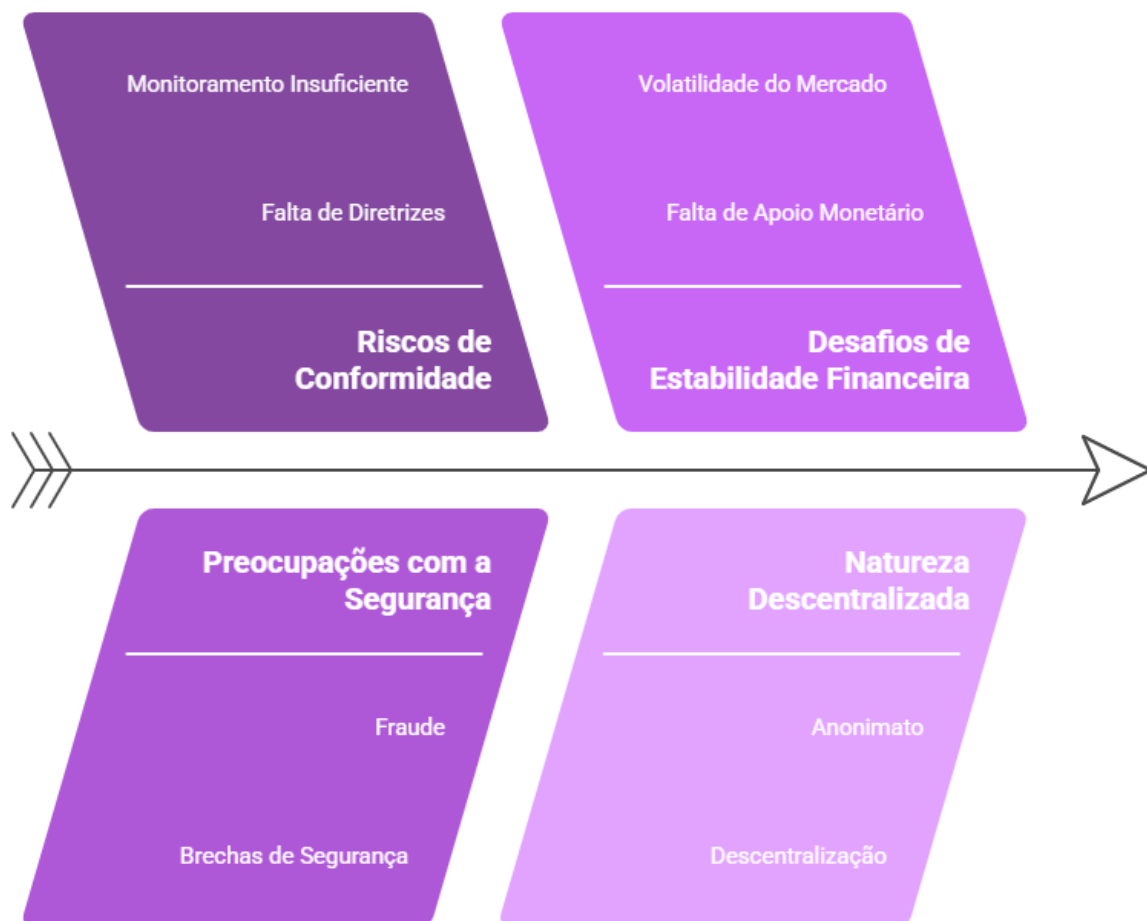 Monitoramento Insuficiente
Falta de Diretrizes
Riscos de
Conformidade
Volatilidade do Mercado
Falta de Apoio Monetário
Desafios de
Estabilidade Financeira
Preocupações com a
Segurança
Fraude
Brechas de Segurança
Natureza
Descentralizada
Anonimato
Descentralização